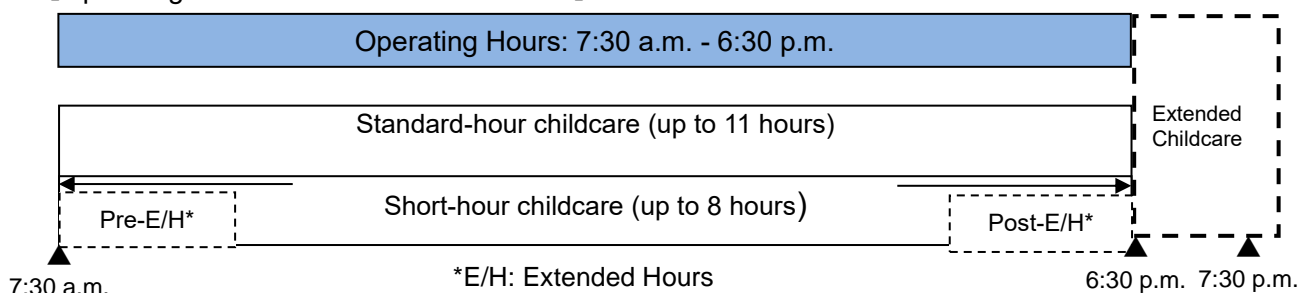 Operating Hours: 7:30 a.m. - 6:30 p.m.
Standard-hour childcare (up to 11 hours)
Extended
Childcare
Short-hour childcare (up to 8 hours)
Pre-E/H*
Post-E/H*
*E/H: Extended Hours
7:30 a.m.
6:30 p.m.
7:30 p.m.